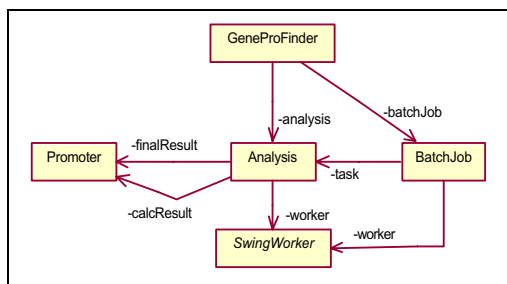 GeneProFinder
-batchJob
-analysis
-finalResult
Promoter
Analysis
BatchJob
-task
-calcResult
-worker
SwingWorker
-worker